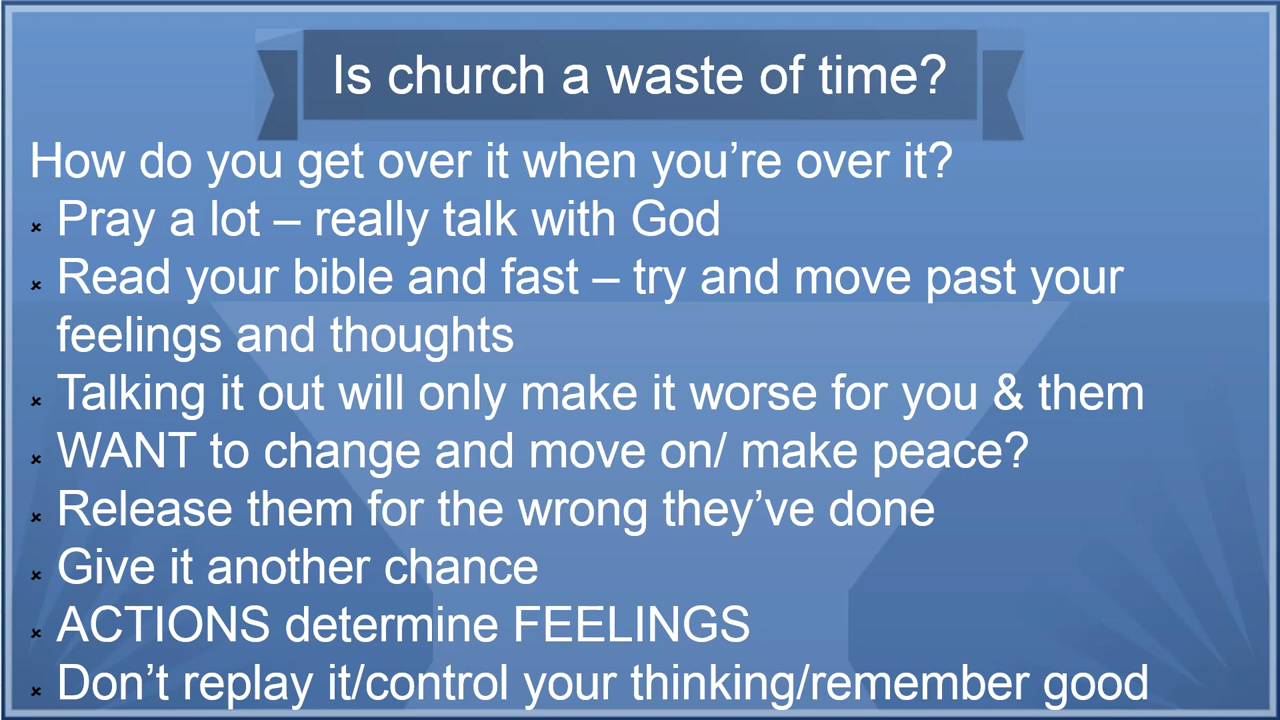 Is church a waste of time?
How do you get over it when you’re over it?
Pray a lot – really talk with God
Read your bible and fast – try and move past your
feelings and thoughts
Talking it out will only make it worse for you & them
WANT to change and move on/ make peace?
Release them for the wrong they’ve done
Give it another chance
ACTIONS determine FEELINGS
Don’t replay it/control your thinking/remember good